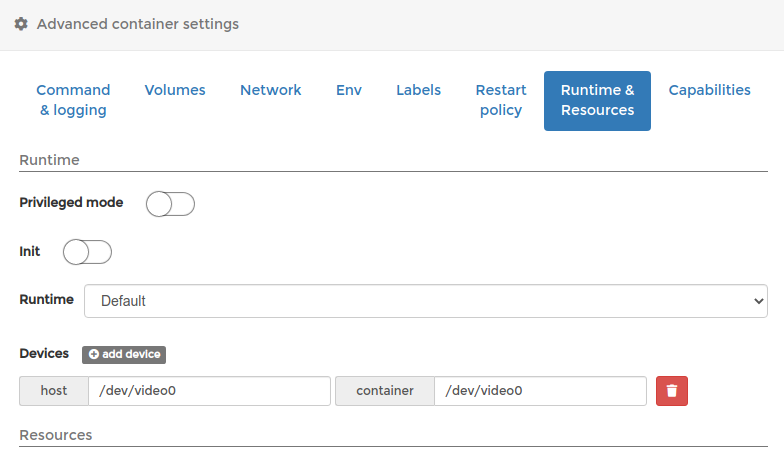 Advanced container settings
Command & logging
Volumes
Network
Env
Labels
Restart policy
Runtime & Resources
Capabilities
Runtime
Privileged mode
Init
Runtime Default
Devices add device
host /dev/video0 container /dev/video0
Resources